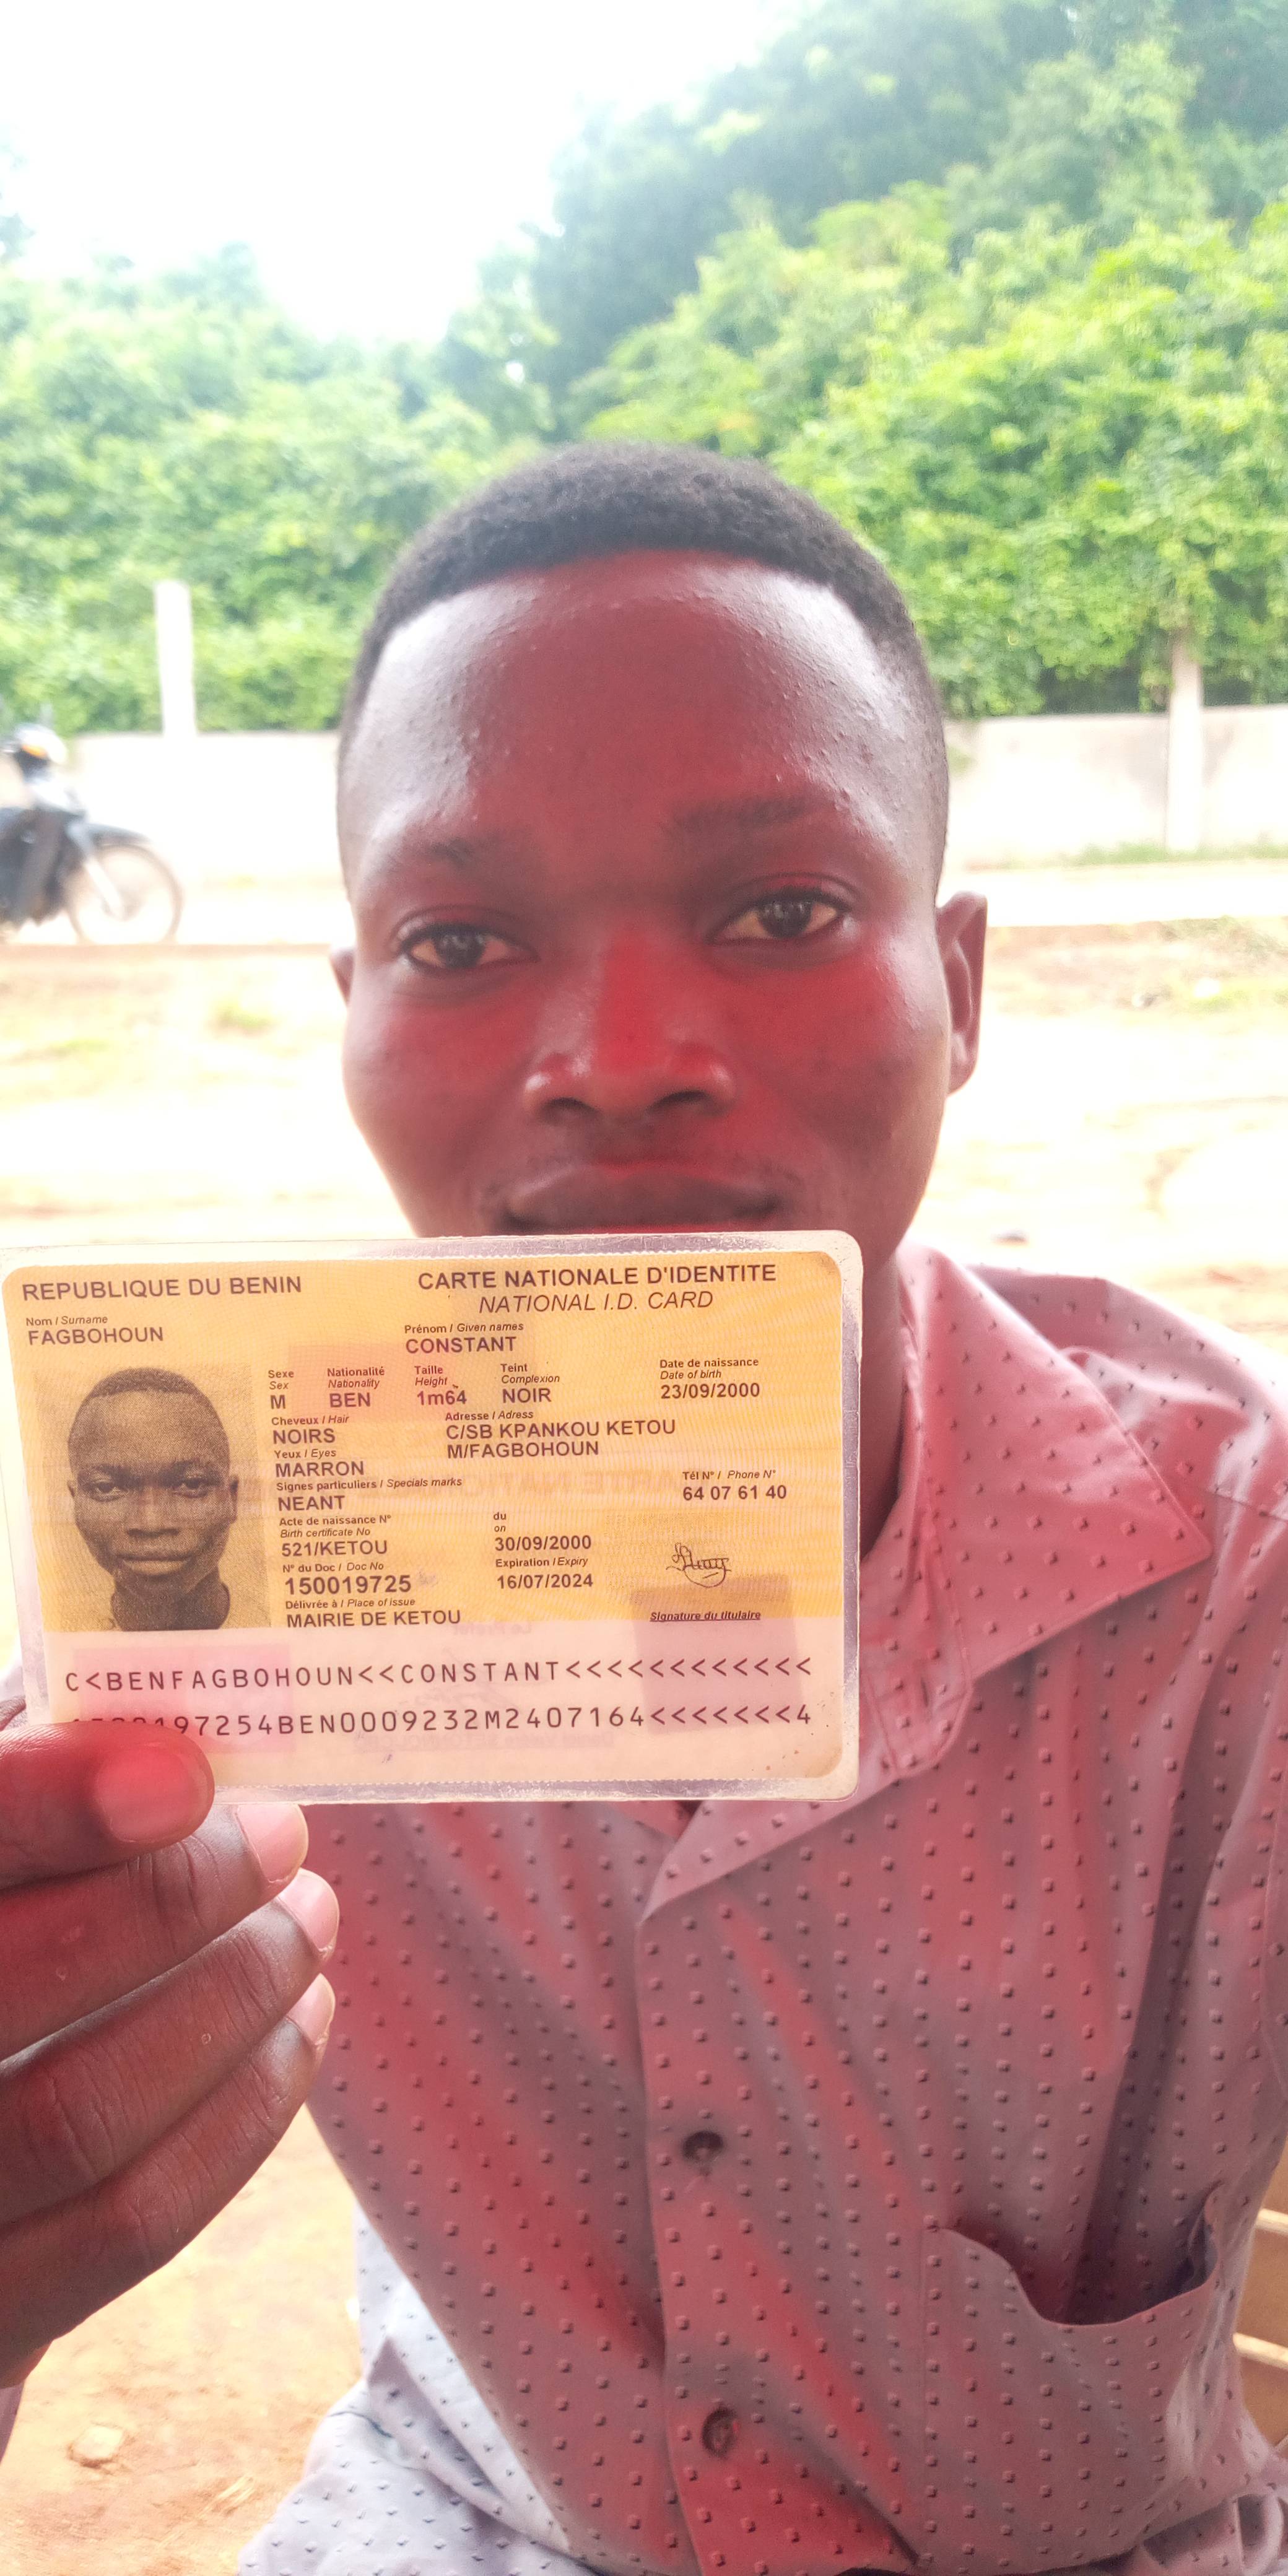 REPUBLIQUE DU BENIN
CARTE NATIONALE D'IDENTITE
NATIONAL I.D. CARD
Nom / Surname
FAGBOHOUN
Prénom / Given names
CONSTANT
Sexe Nationalité Taille Teint Date de naissance
Sex Nationality Height Complexion Date of birth
M BEN 1m64 NOIR 23/09/2000
Cheveux / Hair Adresse / Adress
NOIRS C/SB KPANKOU KETOU
Yeux / Eyes M/FAGBOHOUN
MARRON
Signes particuliers / Specials marks Tél N° / Phone N°
NEANT 64 07 61 40
Acte de naissance N° du
Birth certificate No on
521/KETOU 30/09/2000
N° du Doc / Doc No Expiration / Expiry
150019725 16/07/2024
Délivrée à / Place of issue
MAIRIE DE KETOU Signature du titulaire
C<BENFAGBOHOUN<<CONSTANT<<<<<<<<<<<<
97254BEN0009232M2407164<<<<<<<4